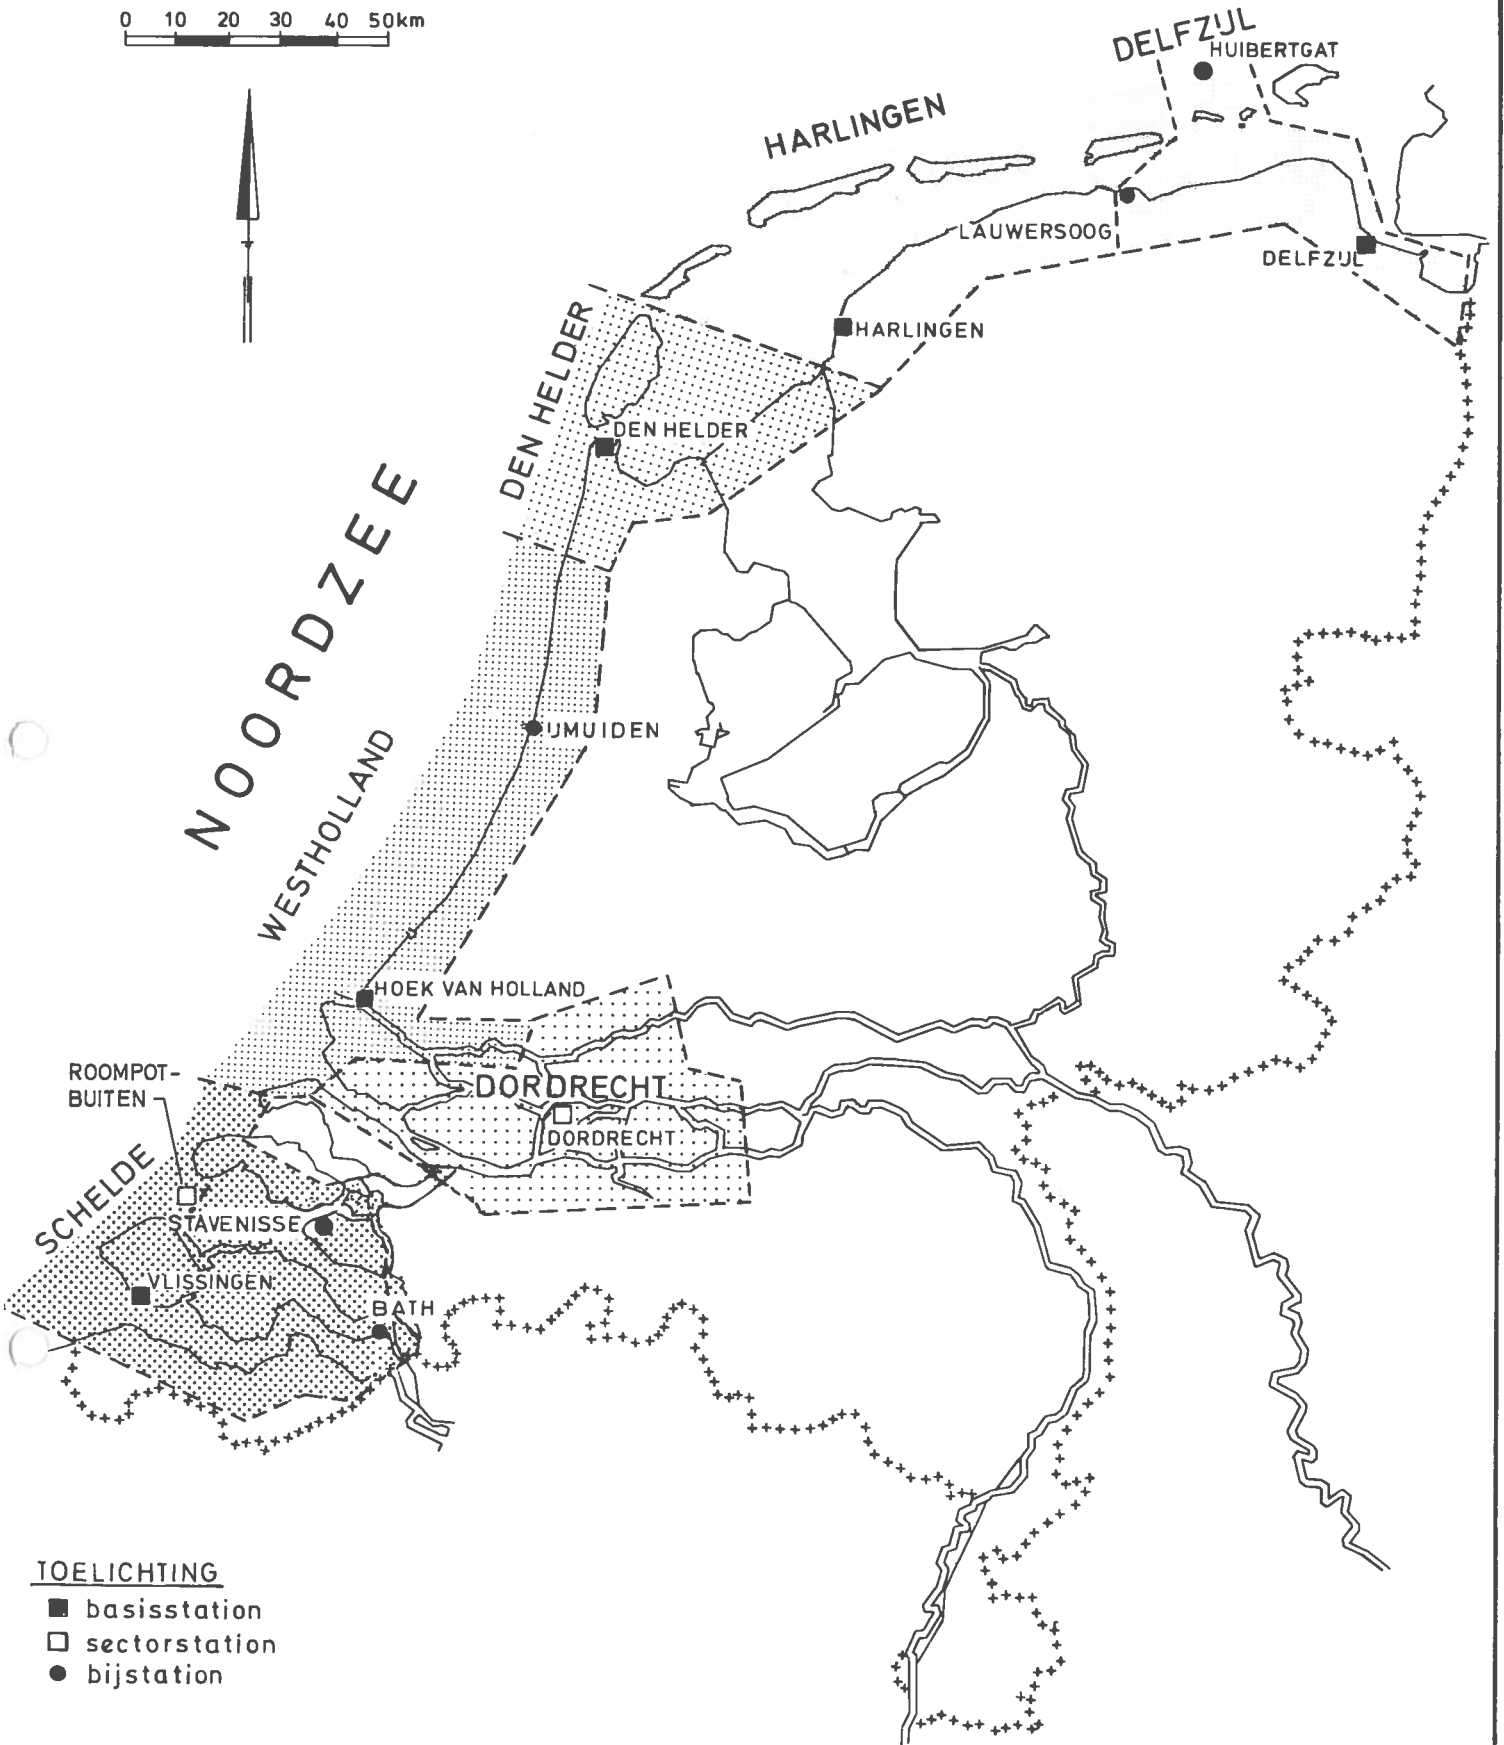 0 10 20 30 40 50km
DELFZIJL
HUIBERTGAT
HARLINGEN
LAUWERSOOG
DELFZIJL
HARLINGEN
DEN HELDER
DEN HELDER
NOORDZEE
IJMUIDEN
WESTHOLLAND
HOEK VAN HOLLAND
ROOMPOT-
BUITEN
DORDRECHT
DORDRECHT
SCHELDE
STAVENISSE
VLISSINGEN
BATH
TOELICHTING
basisstation
sectorstation
bijstation